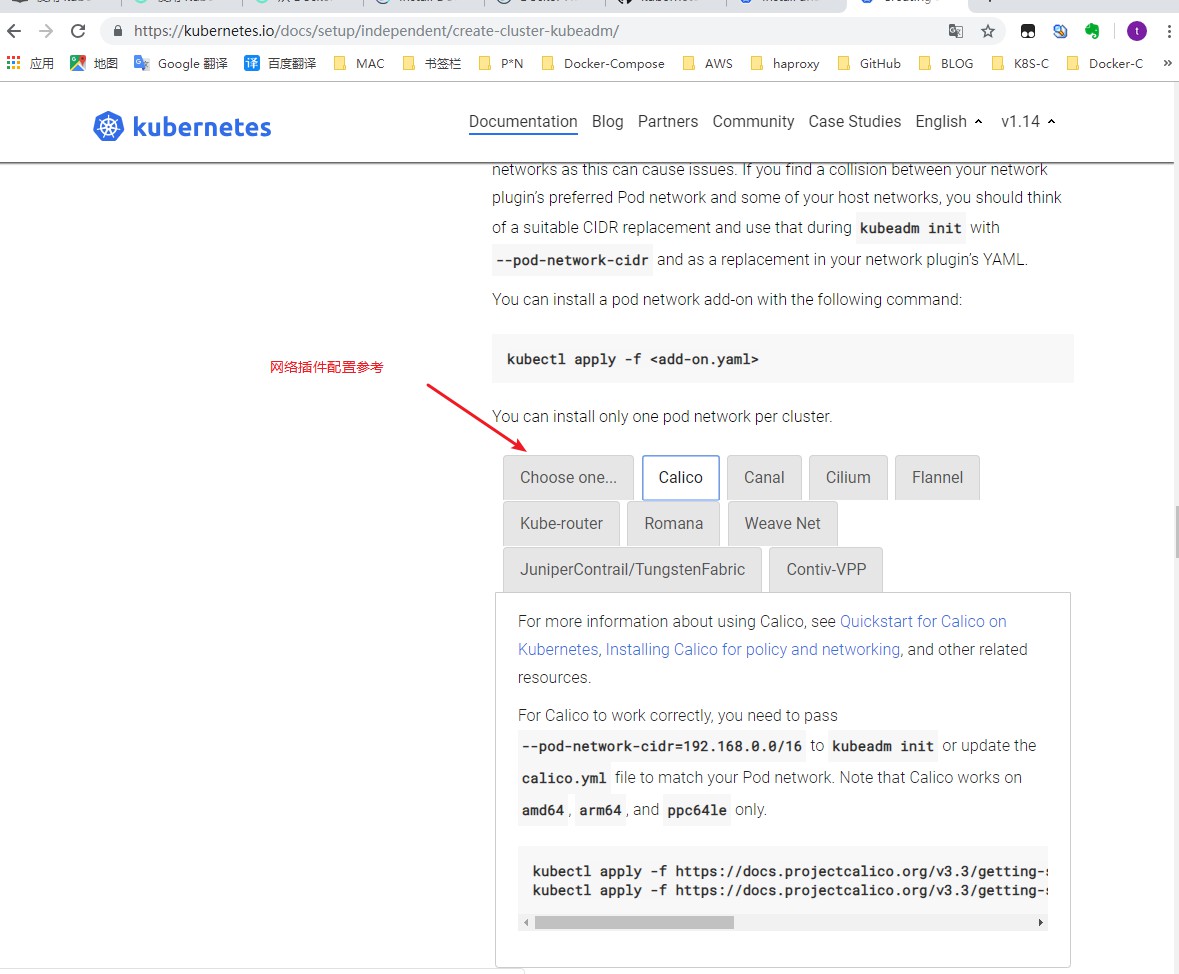 https://kubernetes.io/docs/setup/independent/create-cluster-kubeadm/
t
应用 地图 Google 翻译 百度翻译 MAC 书签栏 P*N Docker-Compose AWS haproxy GitHub BLOG K8S-C Docker-C »
kubernetes
Documentation Blog Partners Community Case Studies English v1.14
networks as this can cause issues. If you find a collision between your network
plugin’s preferred Pod network and some of your host networks, you should think
of a suitable CIDR replacement and use that during kubeadm init with
--pod-network-cidr and as a replacement in your network plugin’s YAML.
You can install a pod network add-on with the following command:
kubectl apply -f <add-on.yaml>
网络插件配置参考
You can install only one pod network per cluster.
Choose one... Calico Canal Cilium Flannel
Kube-router Romana Weave Net
JuniperContrail/TungstenFabric Contiv-VPP
For more information about using Calico, see Quickstart for Calico on
Kubernetes, Installing Calico for policy and networking, and other related
resources.
For Calico to work correctly, you need to pass
--pod-network-cidr=192.168.0.0/16 to kubeadm init or update the
calico.yml file to match your Pod network. Note that Calico works on
amd64, arm64, and ppc64le only.
kubectl apply -f https://docs.projectcalico.org/v3.3/getting-s
kubectl apply -f https://docs.projectcalico.org/v3.3/getting-s